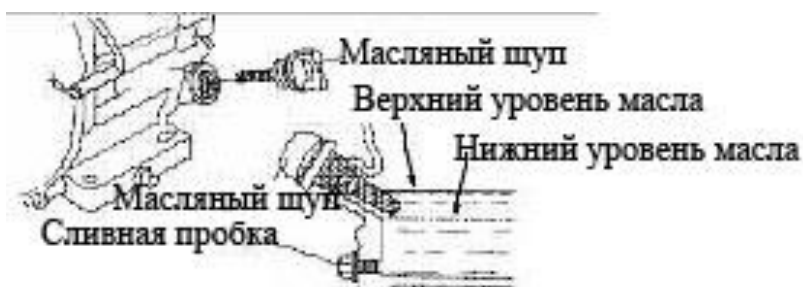 Масляный щуп
Верхний уровень масла
Нижний уровень масла
Масляный щуп
Сливная пробка